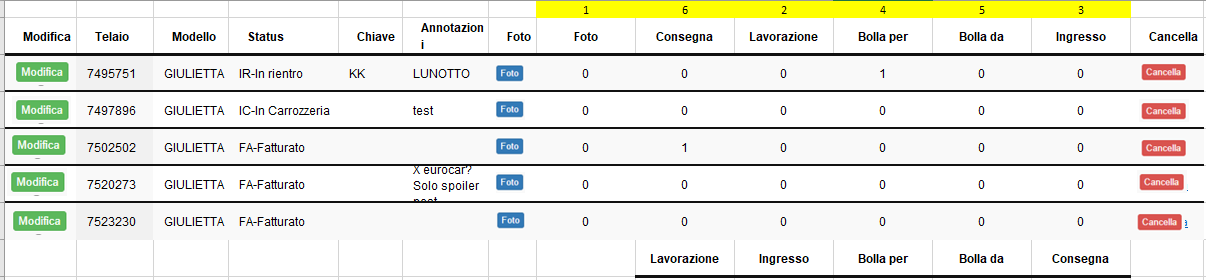 1 6 2 4 5 3
Modifica Telaio Modello Status Chiave Annotazion
i Foto Foto Consegna Lavorazione Bolla per Bolla da Ingresso Cancella
Modifica 7495751 GIULIETTA IR-In rientro KK LUNOTTO Foto 0 0 0 1 0 0 Cancella
Modifica 7497896 GIULIETTA IC-In Carrozzeria test Foto 0 0 0 0 0 0 Cancella
Modifica 7502502 GIULIETTA FA-Fatturato Foto 0 1 0 0 0 0 Cancella
X eurocar?
Modifica 7520273 GIULIETTA FA-Fatturato Solo spoiler Foto 0 0 0 0 0 0 Cancella
Modifica 7523230 GIULIETTA FA-Fatturato Foto 0 0 0 0 0 0 Cancella
Lavorazione Ingresso Bolla per Bolla da Consegna